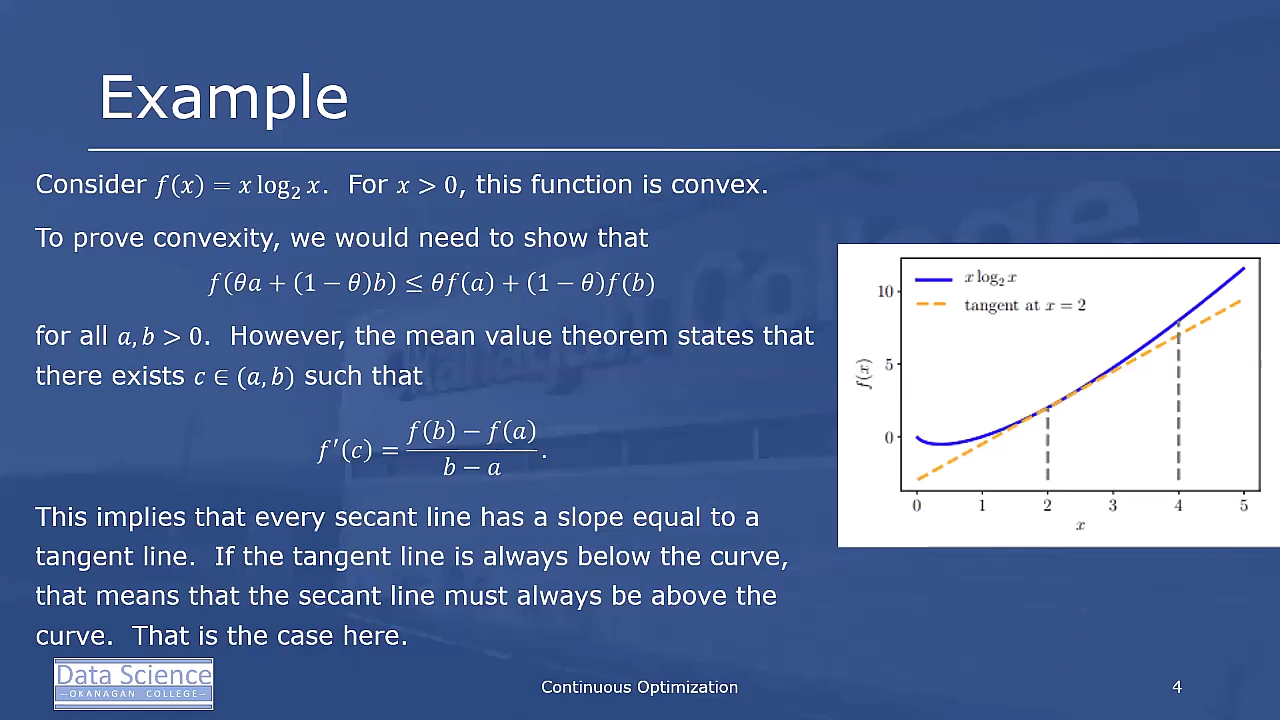 Example
Consider f(x) = x log₂ x. For x > 0, this function is convex.
To prove convexity, we would need to show that
f(θa + (1 − θ)b) ≤ θf(a) + (1 − θ)f(b)
for all a, b > 0. However, the mean value theorem states that
there exists c ∈ (a, b) such that
f′(c) = (f(b) − f(a)) / (b − a).
This implies that every secant line has a slope equal to a
tangent line. If the tangent line is always below the curve,
that means that the secant line must always be above the
curve. That is the case here.
x log₂ x
tangent at x = 2
10
5
0
f(x)
0 1 2 3 4 5
x
Data Science
--OKANAGAN COLLEGE--
Continuous Optimization
4